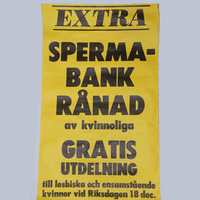 EXTRA
SPERMA-
BANK
RÅNAD
av kvinnoliga
GRATIS
UTDELNING
till lesbiska och ensamstående
kvinnor vid Riksdagen 18 dec.